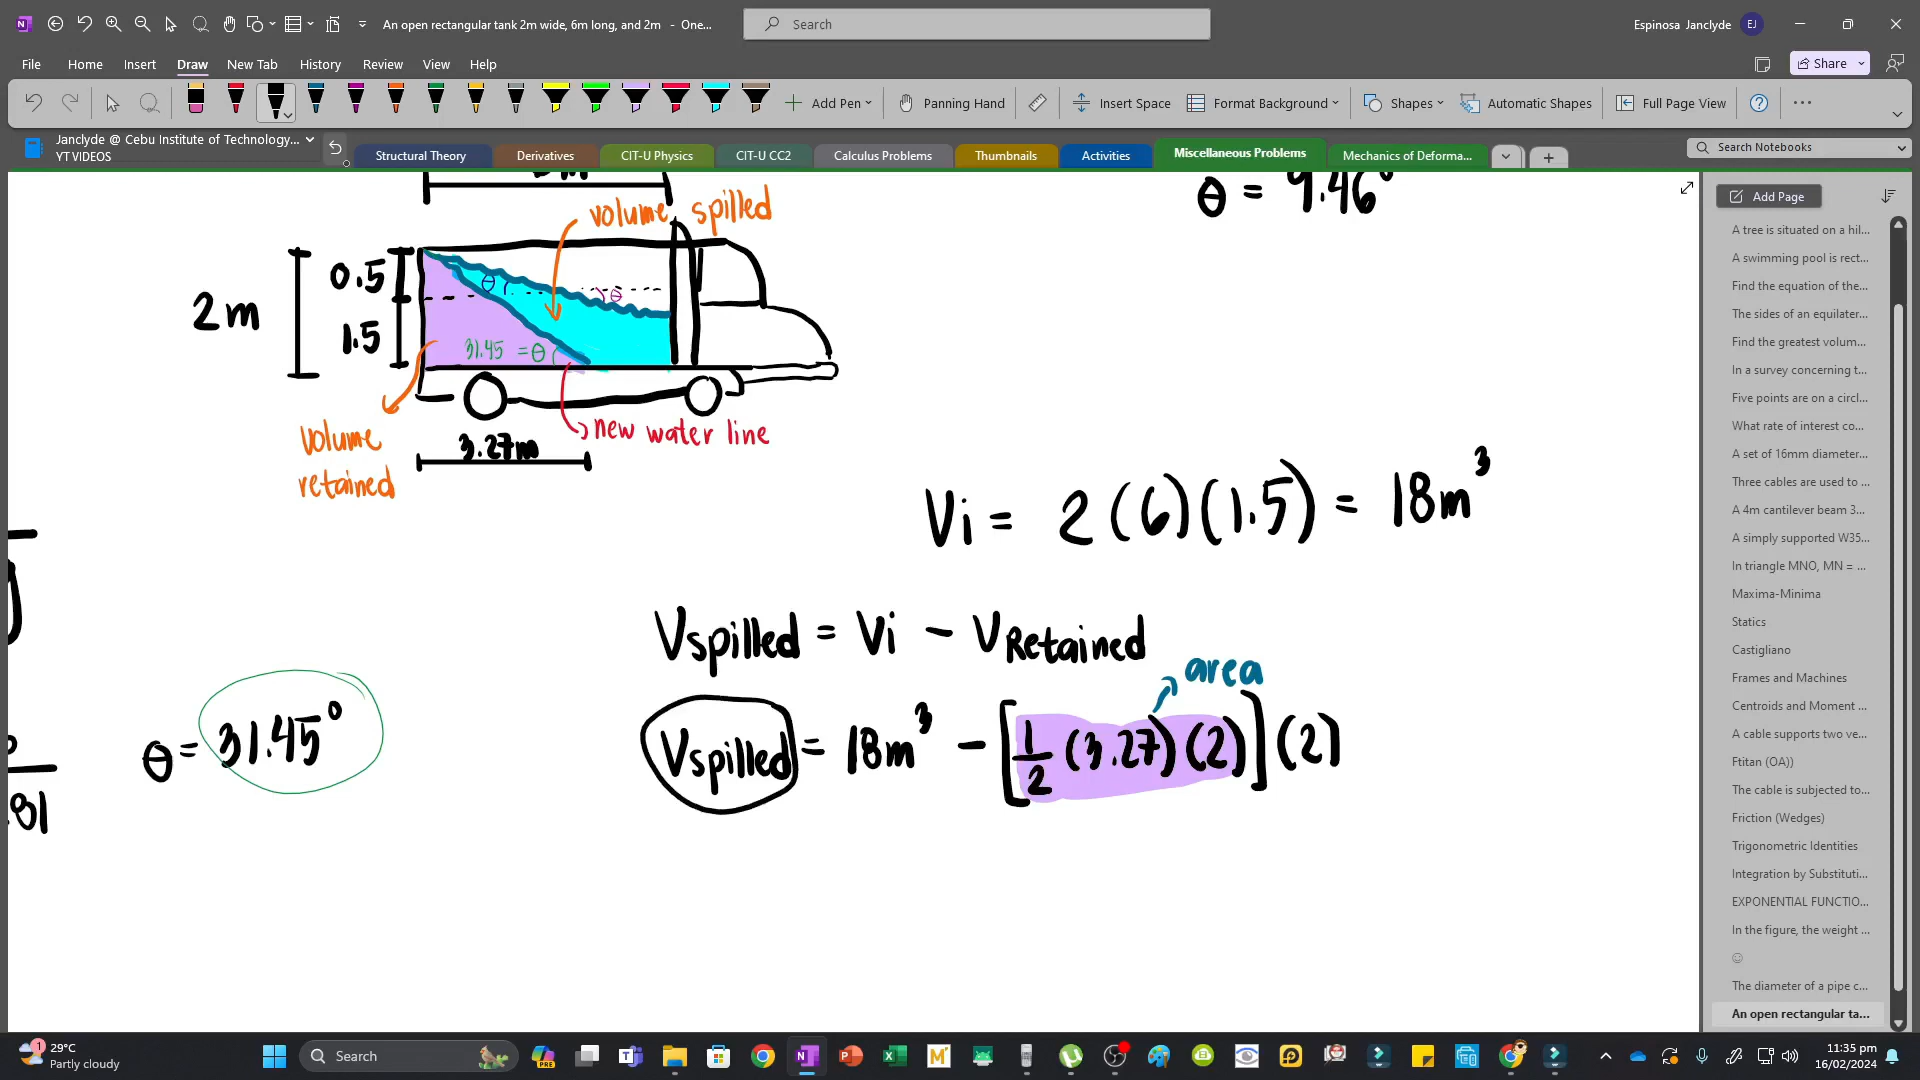 An open rectangular tank 2m wide, 6m long, and 2m - One...
Search
Espinosa Janclyde
EJ
File Home Insert Draw New Tab History Review View Help
Share
Add Pen
Panning Hand
Insert Space
Format Background
Shapes
Automatic Shapes
Full Page View
Janclyde @ Cebu Institute of Technology...
YT VIDEOS
Structural Theory
Derivatives
CIT-U Physics
CIT-U CC2
Calculus Problems
Thumbnails
Activities
Miscellaneous Problems
Mechanics of Deforma...
Search Notebooks
θ = 9.46°
volume spilled
2m
0.5
1.5
θ
θ
31.45 = θ
volume
retained
3.27m
new water line
Vi = 2(6)(1.5) = 18m³
Vspilled = Vi - VRetained
area
Vspilled = 18m³ - [1/2 (3.27)(2)](2)
θ = 31.45°
.81
Add Page
A tree is situated on a hil...
A swimming pool is rect...
Find the equation of the...
The sides of an equilater...
Find the greatest volum...
In a survey concerning t...
Five points are on a circl...
What rate of interest co...
A set of 16mm diameter...
Three cables are used to ...
A 4m cantilever beam 3...
A simply supported W35...
In triangle MNO, MN = ...
Maxima-Minima
Statics
Castigliano
Frames and Machines
Centroids and Moment ...
A cable supports two ve...
Ftitan (OA))
The cable is subjected to...
Friction (Wedges)
Trigonometric Identities
Integration by Substituti...
EXPONENTIAL FUNCTIO...
In the figure, the weight ...
☺
The diameter of a pipe c...
An open rectangular ta...
1
29°C
Partly cloudy
Search
PRE
11:35 pm
16/02/2024